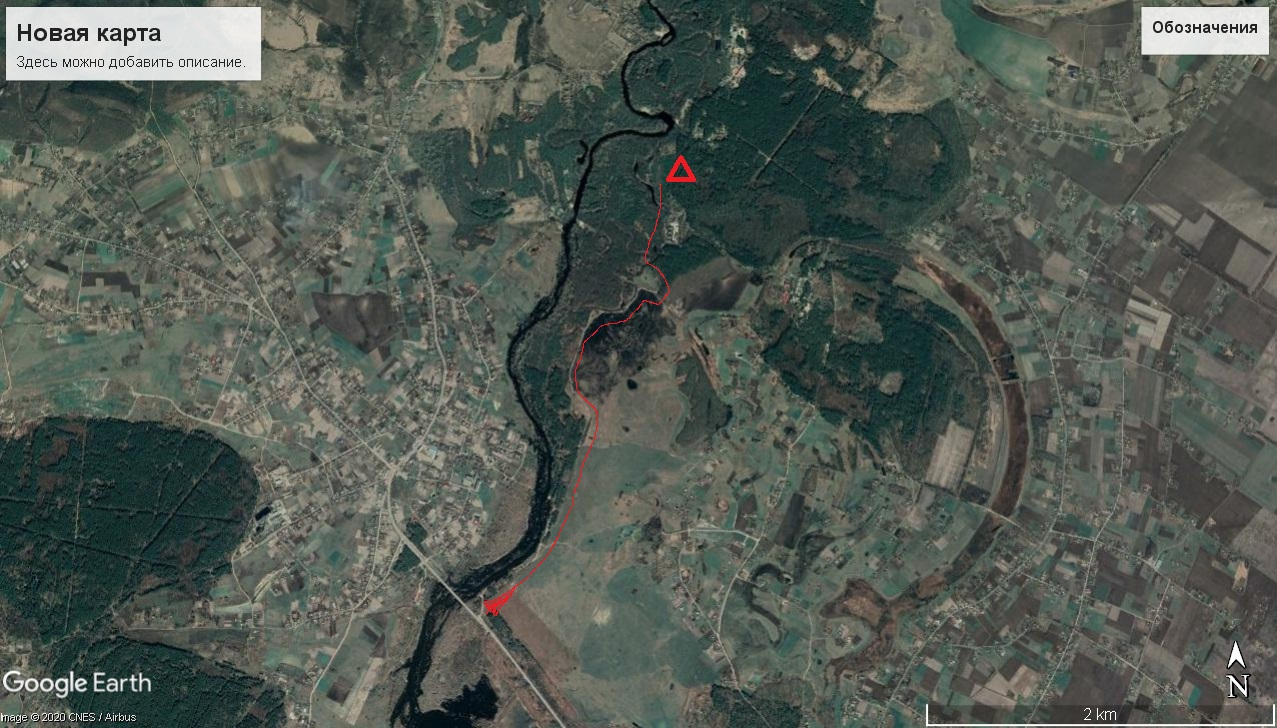 Новая карта
Здесь можно добавить описание.
Обозначения
N
Google Earth
Image © 2020 CNES / Airbus
2 km